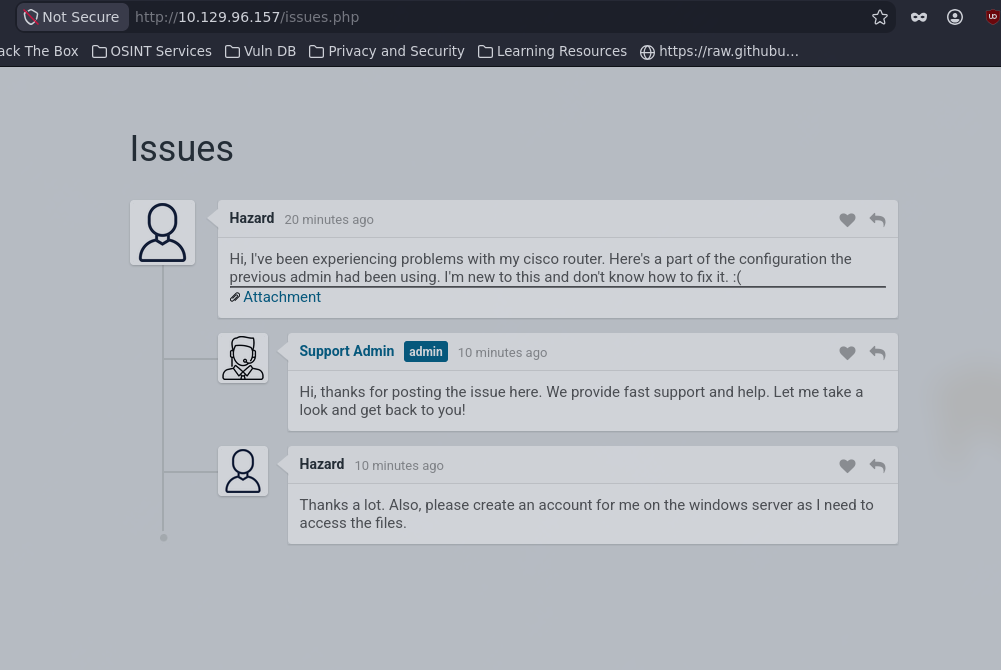 Not Secure http://10.129.96.157/issues.php
ack The Box OSINT Services Vuln DB Privacy and Security Learning Resources https://raw.githubu…
Issues
Hazard 20 minutes ago
Hi, I've been experiencing problems with my cisco router. Here's a part of the configuration the
previous admin had been using. I'm new to this and don't know how to fix it. :(
Attachment
Support Admin admin 10 minutes ago
Hi, thanks for posting the issue here. We provide fast support and help. Let me take a
look and get back to you!
Hazard 10 minutes ago
Thanks a lot. Also, please create an account for me on the windows server as I need to
access the files.